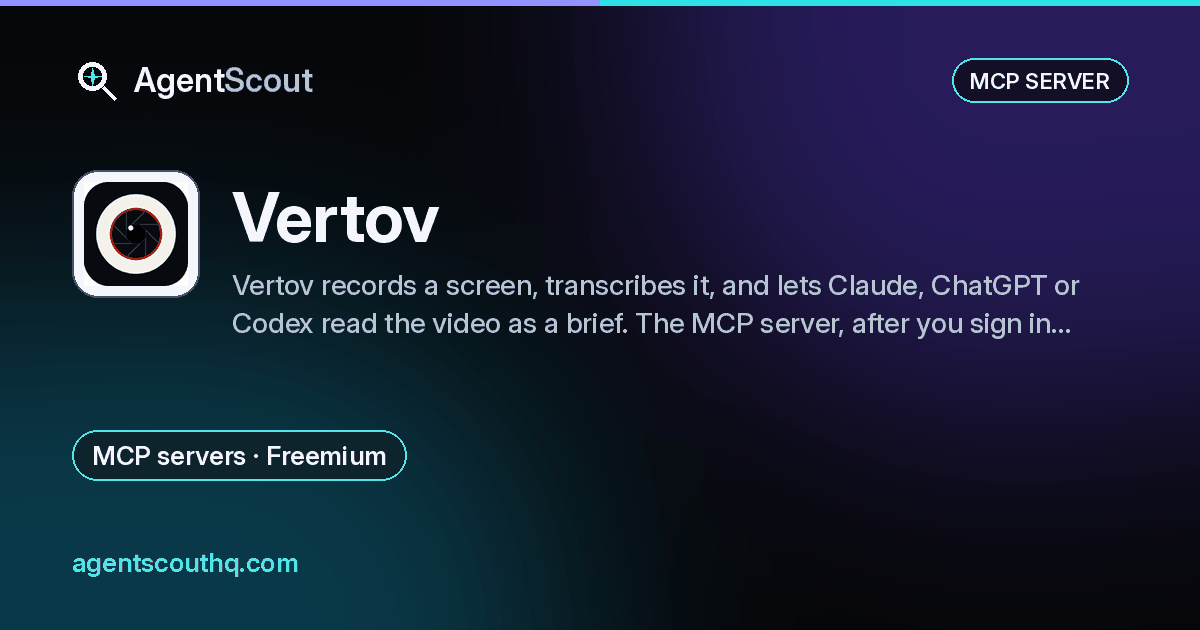 AgentScout
MCP SERVER
Vertov
Vertov records a screen, transcribes it, and lets Claude, ChatGPT or
Codex read the video as a brief. The MCP server, after you sign in...
MCP servers · Freemium
agentscouthq.com